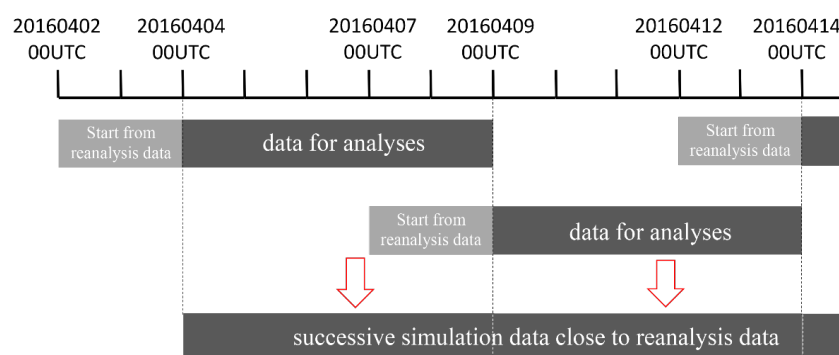 20160402 20160404 20160407 20160409 20160412 20160414
00UTC 00UTC 00UTC 00UTC 00UTC 00UTC
Start from
reanalysis data
data for analyses
Start from
reanalysis data
Start from
reanalysis data
data for analyses
successive simulation data close to reanalysis data